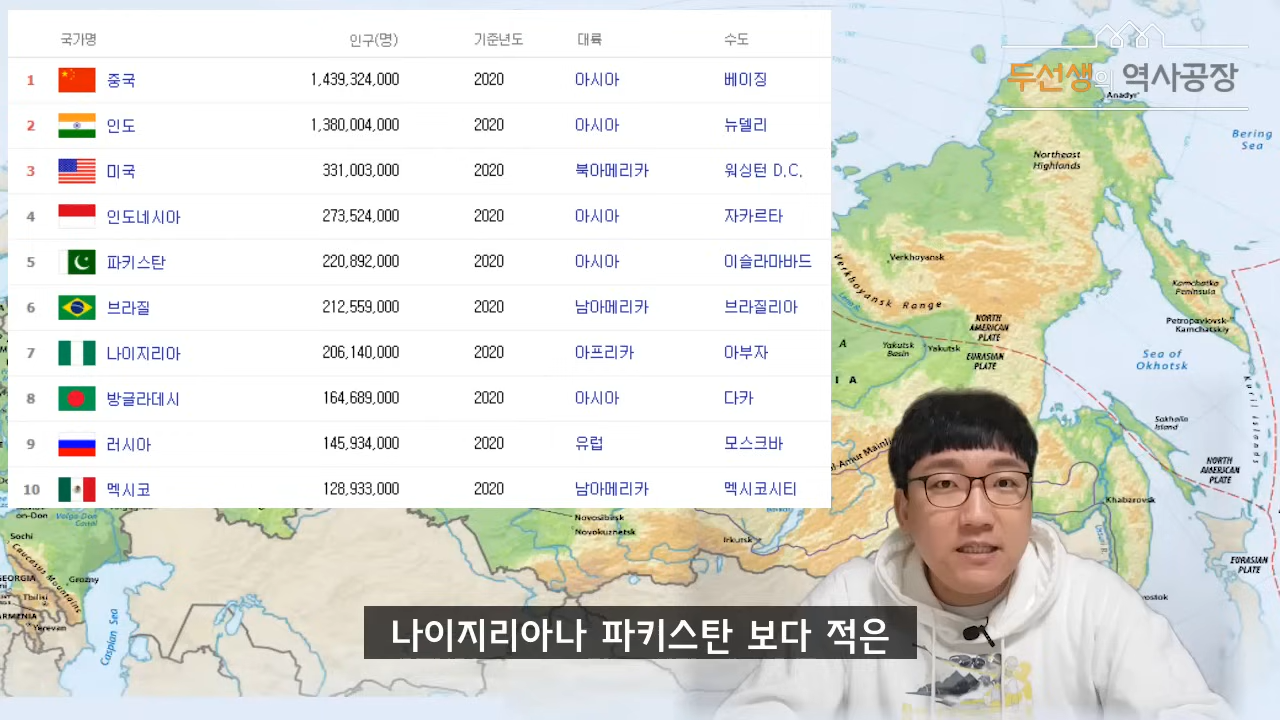 국가명 인구(명) 기준년도 대륙 수도
1 중국 1,439,324,000 2020 아시아 베이징
2 인도 1,380,004,000 2020 아시아 뉴델리
3 미국 2020 북아메리카 워싱턴 D.C.
4 인도네시아 273,524,000 2020 아시아 자카르타
5 파키스탄 220,892,000 2020 아시아 이슬라마바드
6 브라질 212,559,000 2020 남아메리카 브라질리아
7 나이지리아 206,140,000 2020 아프리카 아부자
8 방글라데시 164,689,000 2020 아시아 다카
9 러시아 145,934,000 2020 유럽 모스크바
10 멕시코 128,933,000 2020 남아메리카 멕시코시티
두선생의 역사공장
Anadyr'
Bering
Sea
Northeast
Highlands
Verkhoyansk
Verkhoyansk Range
Kamchatka
Peninsula
NORTH
AMERICAN
PLATE
Petropavlovsk-
Kamchatskiy
Yakutsk
Basin
Yakutsk
EURASIAN
PLATE
Sea of
Okhotsk
A
I A
Kuril islands
Sakhalin
Island
NORTH
AMERICAN
PLATE
Khabarovsk
EURASIAN
PLATE
Novosibirsk
Novokuznetsk
Irkutsk
on-Don
Volga-Don
Canal
Sochi
Caucasus Mountains
Grozny
Tbilisi
Yerevan
Caspian Sea
나이지리아나 파키스탄 보다 적은